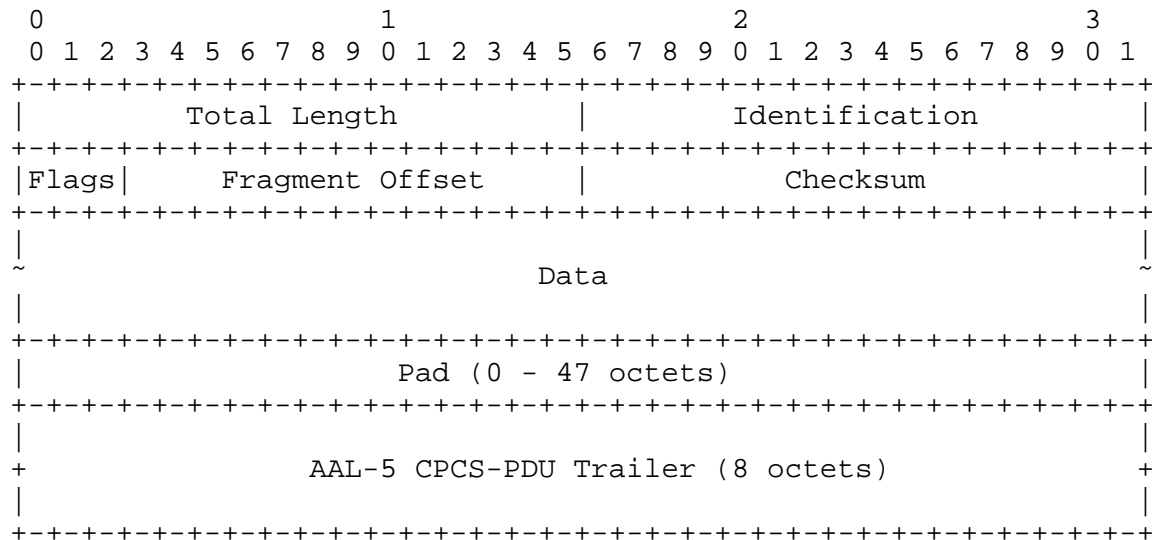 0                   1                   2                   3
 0 1 2 3 4 5 6 7 8 9 0 1 2 3 4 5 6 7 8 9 0 1 2 3 4 5 6 7 8 9 0 1
+-+-+-+-+-+-+-+-+-+-+-+-+-+-+-+-+-+-+-+-+-+-+-+-+-+-+-+-+-+-+-+-+
|         Total Length          |        Identification         |
+-+-+-+-+-+-+-+-+-+-+-+-+-+-+-+-+-+-+-+-+-+-+-+-+-+-+-+-+-+-+-+-+
|Flags|     Fragment Offset     |           Checksum            |
+-+-+-+-+-+-+-+-+-+-+-+-+-+-+-+-+-+-+-+-+-+-+-+-+-+-+-+-+-+-+-+-+
|                                                               |
~                             Data                              ~
|                                                               |
+-+-+-+-+-+-+-+-+-+-+-+-+-+-+-+-+-+-+-+-+-+-+-+-+-+-+-+-+-+-+-+-+
|                     Pad (0 - 47 octets)                       |
+-+-+-+-+-+-+-+-+-+-+-+-+-+-+-+-+-+-+-+-+-+-+-+-+-+-+-+-+-+-+-+-+
|                                                               |
+                AAL-5 CPCS-PDU Trailer (8 octets)              +
|                                                               |
+-+-+-+-+-+-+-+-+-+-+-+-+-+-+-+-+-+-+-+-+-+-+-+-+-+-+-+-+-+-+-+-+